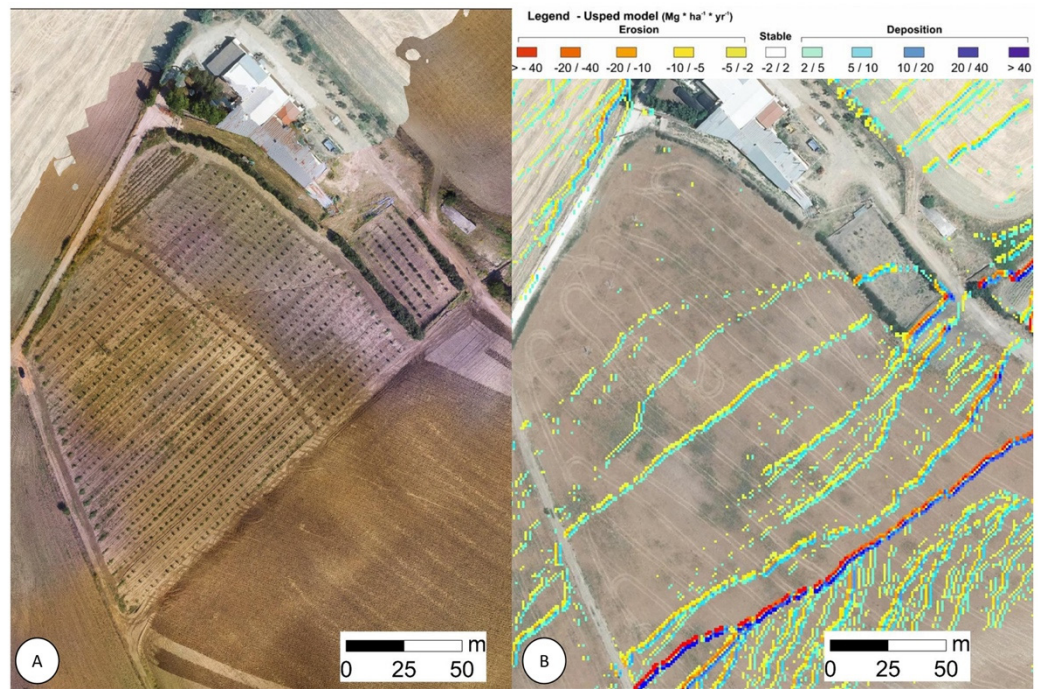 Legend - Usped model (Mg * ha⁻¹ * yr⁻¹)
Erosion Stable Deposition
> - 40 -20 / -40 -20 / -10 -10 / -5 -5 / -2 -2 / 2 2 / 5 5 / 10 10 / 20 20 / 40 > 40
A
0 25 50 m
B
0 25 50 m